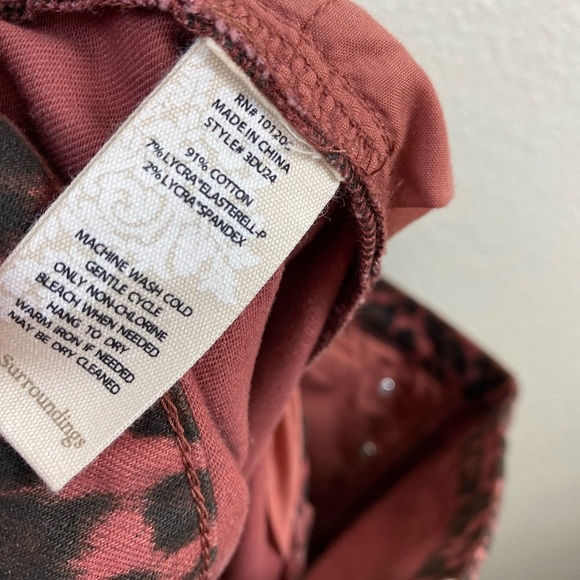 RN# 10120
MADE IN CHINA
STYLE# 3DU24
91% COTTON
7% LYCRA®ELASTERELL-P
2% LYCRA®SPANDEX
MACHINE WASH COLD
GENTLE CYCLE
ONLY NON-CHLORINE
BLEACH WHEN NEEDED
HANG TO DRY
WARM IRON IF NEEDED
MAY BE DRY CLEANED
Surroundings